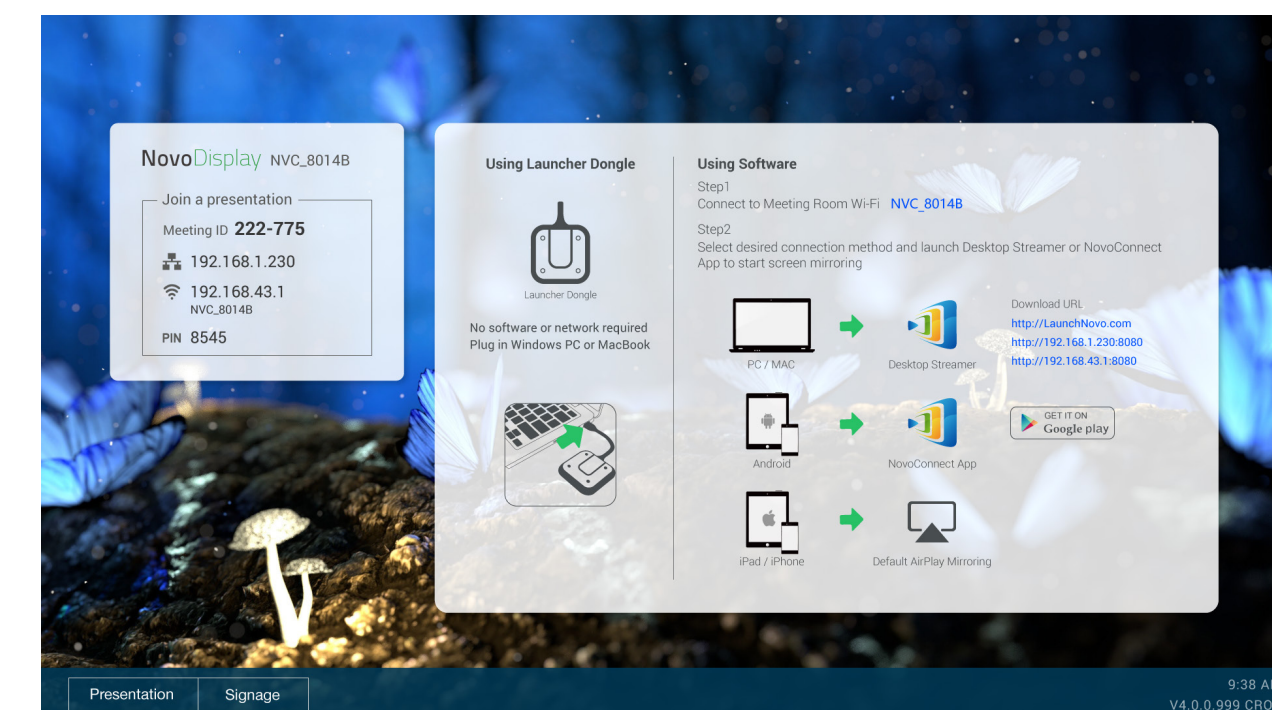 NovoDisplay NVC_8014B
Join a presentation
Meeting ID 222-775
192.168.1.230
192.168.43.1
NVC_8014B
PIN 8545
Using Launcher Dongle
Launcher Dongle
No software or network required
Plug in Windows PC or MacBook
Using Software
Step1
Connect to Meeting Room Wi-Fi NVC_8014B
Step2
Select desired connection method and launch Desktop Streamer or NovoConnect
App to start screen mirroring
PC / MAC
Desktop Streamer
Download URL
http://LaunchNovo.com
http://192.168.1.230:8080
http://192.168.43.1:8080
Android
NovoConnect App
GET IT ON
Google play
iPad / iPhone
Default AirPlay Mirroring
Presentation
Signage
9:38 A
V4.0.0.999 CRO